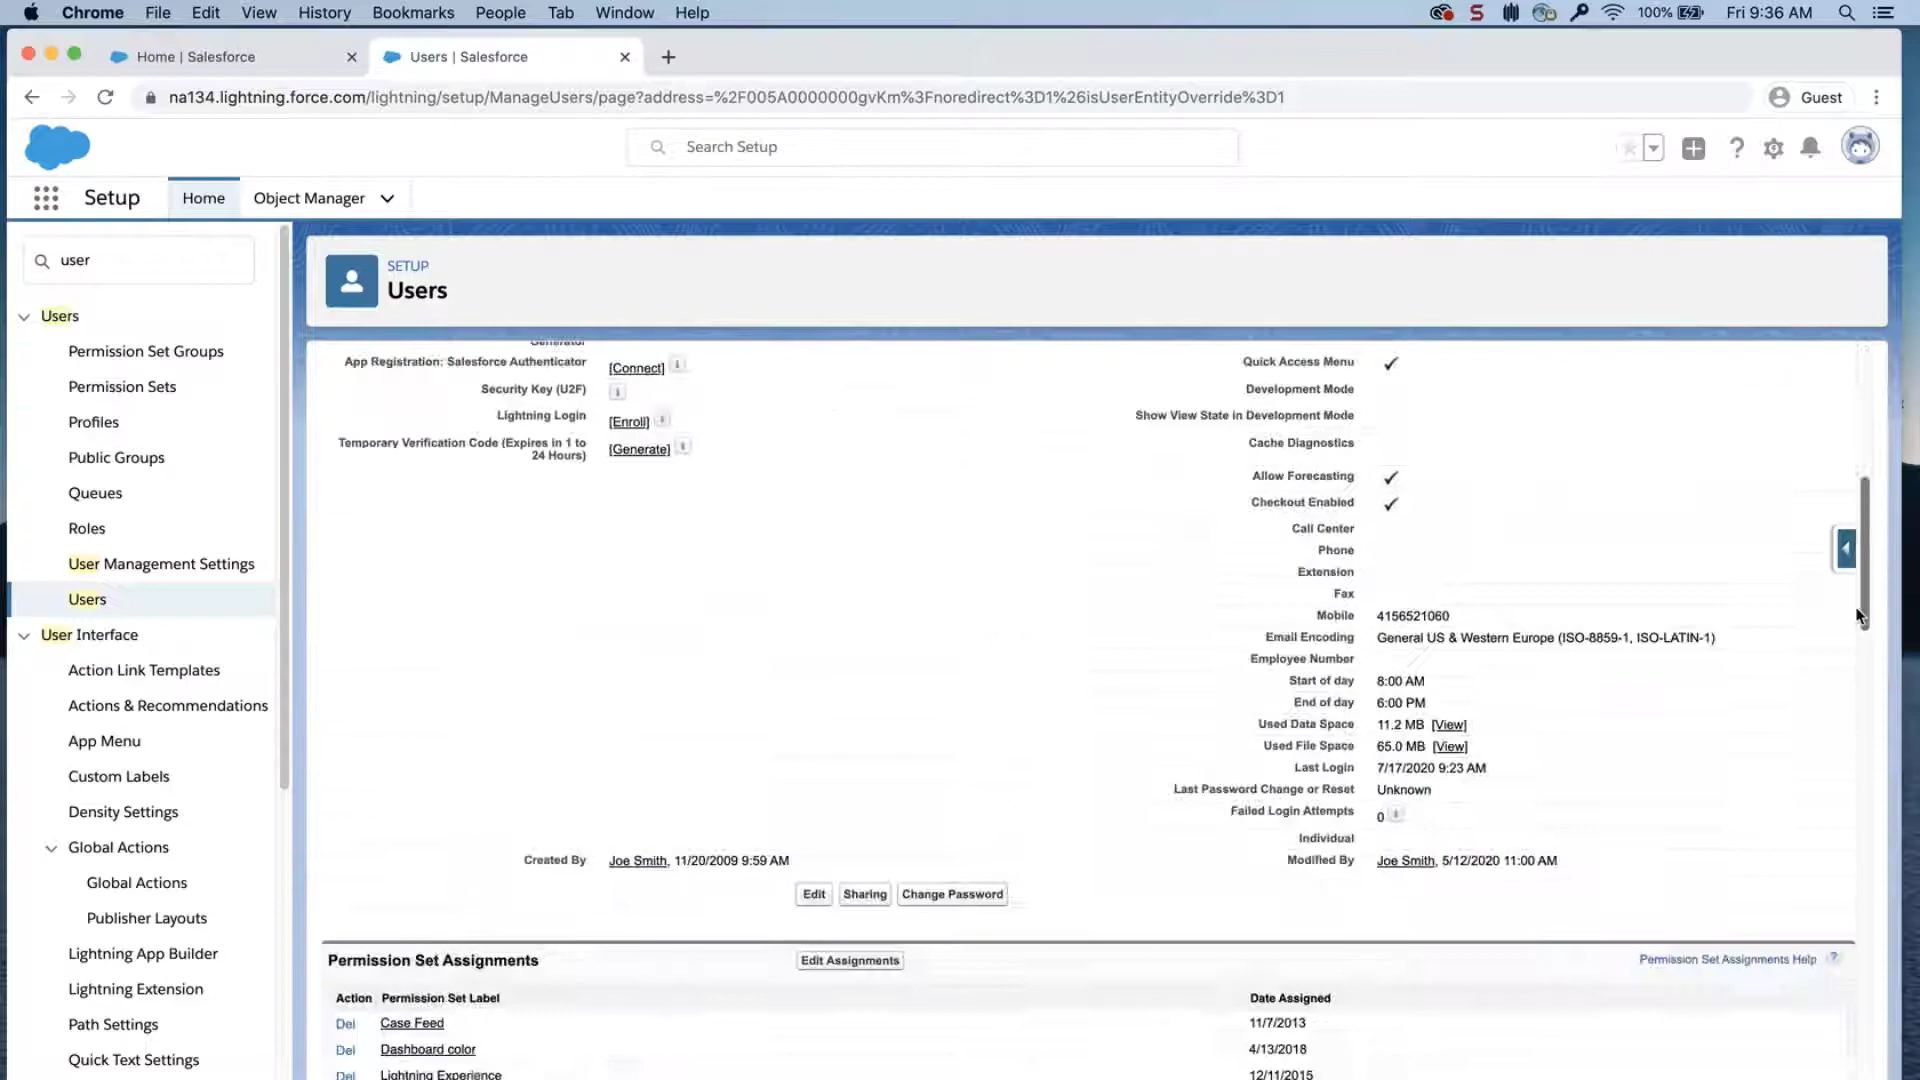 Chrome File Edit View History Bookmarks People Tab Window Help
S 100% Fri 9:36 AM
Home | Salesforce
Users | Salesforce
na134.lightning.force.com/lightning/setup/ManageUsers/page?address=%2F005A0000000gvKm%3Fnoredirect%3D1%26isUserEntityOverride%3D1
Guest
Search Setup
Setup Home Object Manager
user
Users
Permission Set Groups
Permission Sets
Profiles
Public Groups
Queues
Roles
User Management Settings
Users
User Interface
Action Link Templates
Actions & Recommendations
App Menu
Custom Labels
Density Settings
Global Actions
Global Actions
Publisher Layouts
Lightning App Builder
Lightning Extension
Path Settings
Quick Text Settings
SETUP
Users
Generator
App Registration: Salesforce Authenticator [Connect] i
Security Key (U2F) i
Lightning Login [Enroll] i
Temporary Verification Code (Expires in 1 to
24 Hours) [Generate] i
Quick Access Menu ✓
Development Mode
Show View State in Development Mode
Cache Diagnostics
Allow Forecasting ✓
Checkout Enabled ✓
Call Center
Phone
Extension
Fax
Mobile 4156521060
Email Encoding General US & Western Europe (ISO-8859-1, ISO-LATIN-1)
Employee Number
Start of day 8:00 AM
End of day 6:00 PM
Used Data Space 11.2 MB [View]
Used File Space 65.0 MB [View]
Last Login 7/17/2020 9:23 AM
Last Password Change or Reset Unknown
Failed Login Attempts 0 i
Individual
Created By Joe Smith, 11/20/2009 9:59 AM
Modified By Joe Smith, 5/12/2020 11:00 AM
Edit Sharing Change Password
Permission Set Assignments Edit Assignments Permission Set Assignments Help ?
Action Permission Set Label Date Assigned
Del Case Feed 11/7/2013
Del Dashboard color 4/13/2018
Del Lightning Experience 12/11/2015